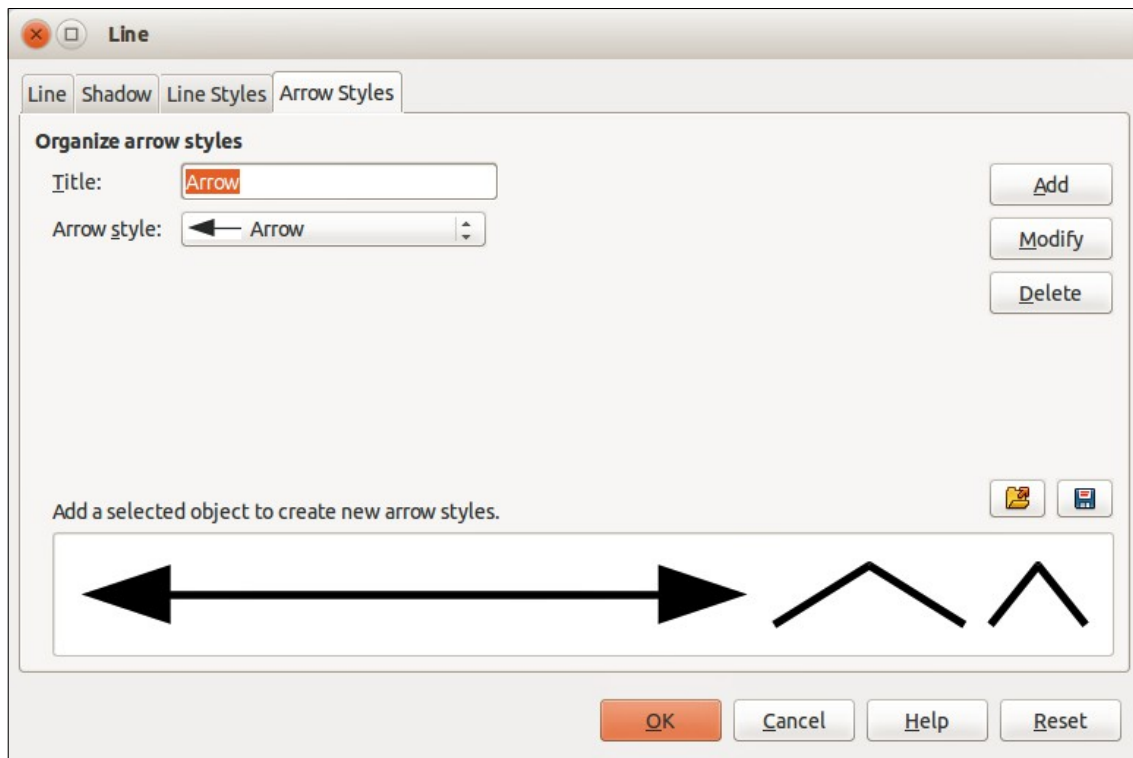 Line
Line Shadow Line Styles Arrow Styles
Organize arrow styles
Title: Arrow Add
Arrow style: Arrow Modify
Delete
Add a selected object to create new arrow styles.
OK Cancel Help Reset